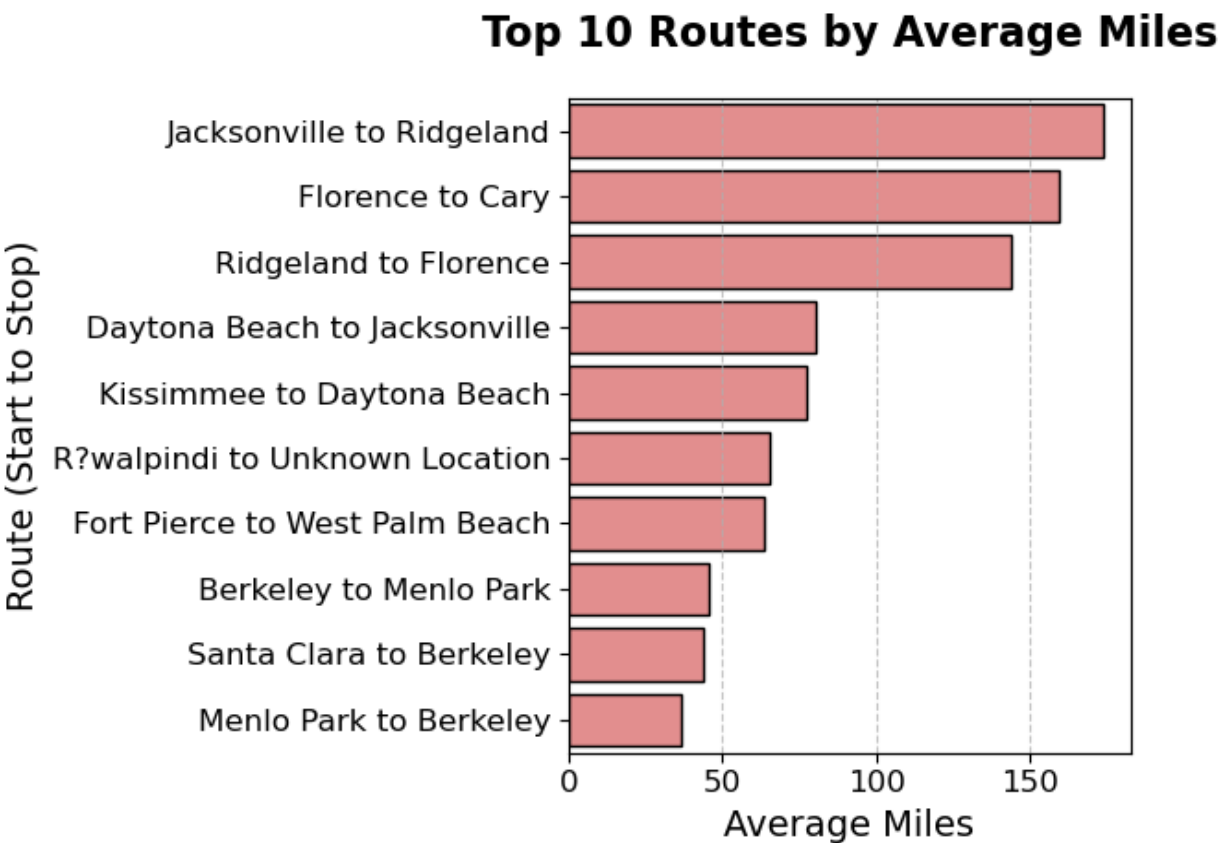 Top 10 Routes by Average Miles
Route (Start to Stop)
Jacksonville to Ridgeland
Florence to Cary
Ridgeland to Florence
Daytona Beach to Jacksonville
Kissimmee to Daytona Beach
R?walpindi to Unknown Location
Fort Pierce to West Palm Beach
Berkeley to Menlo Park
Santa Clara to Berkeley
Menlo Park to Berkeley
0 50 100 150
Average Miles